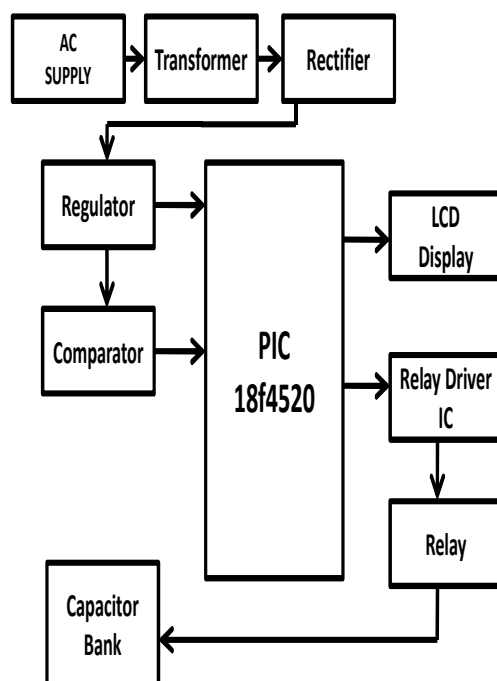 AC
SUPPLY
Transformer
Rectifier
Regulator
LCD
Display
Comparator
PIC
18f4520
Relay Driver
IC
Relay
Capacitor
Bank